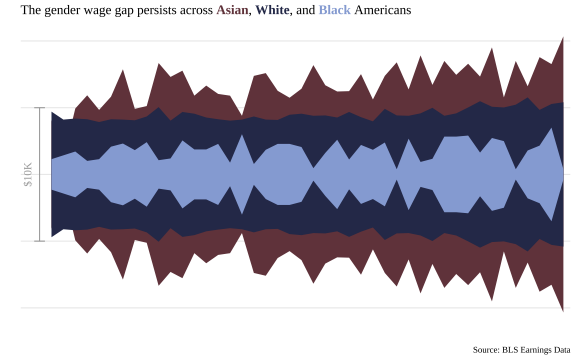 The gender wage gap persists across Asian, White, and Black Americans
$10K
Source: BLS Earnings Data